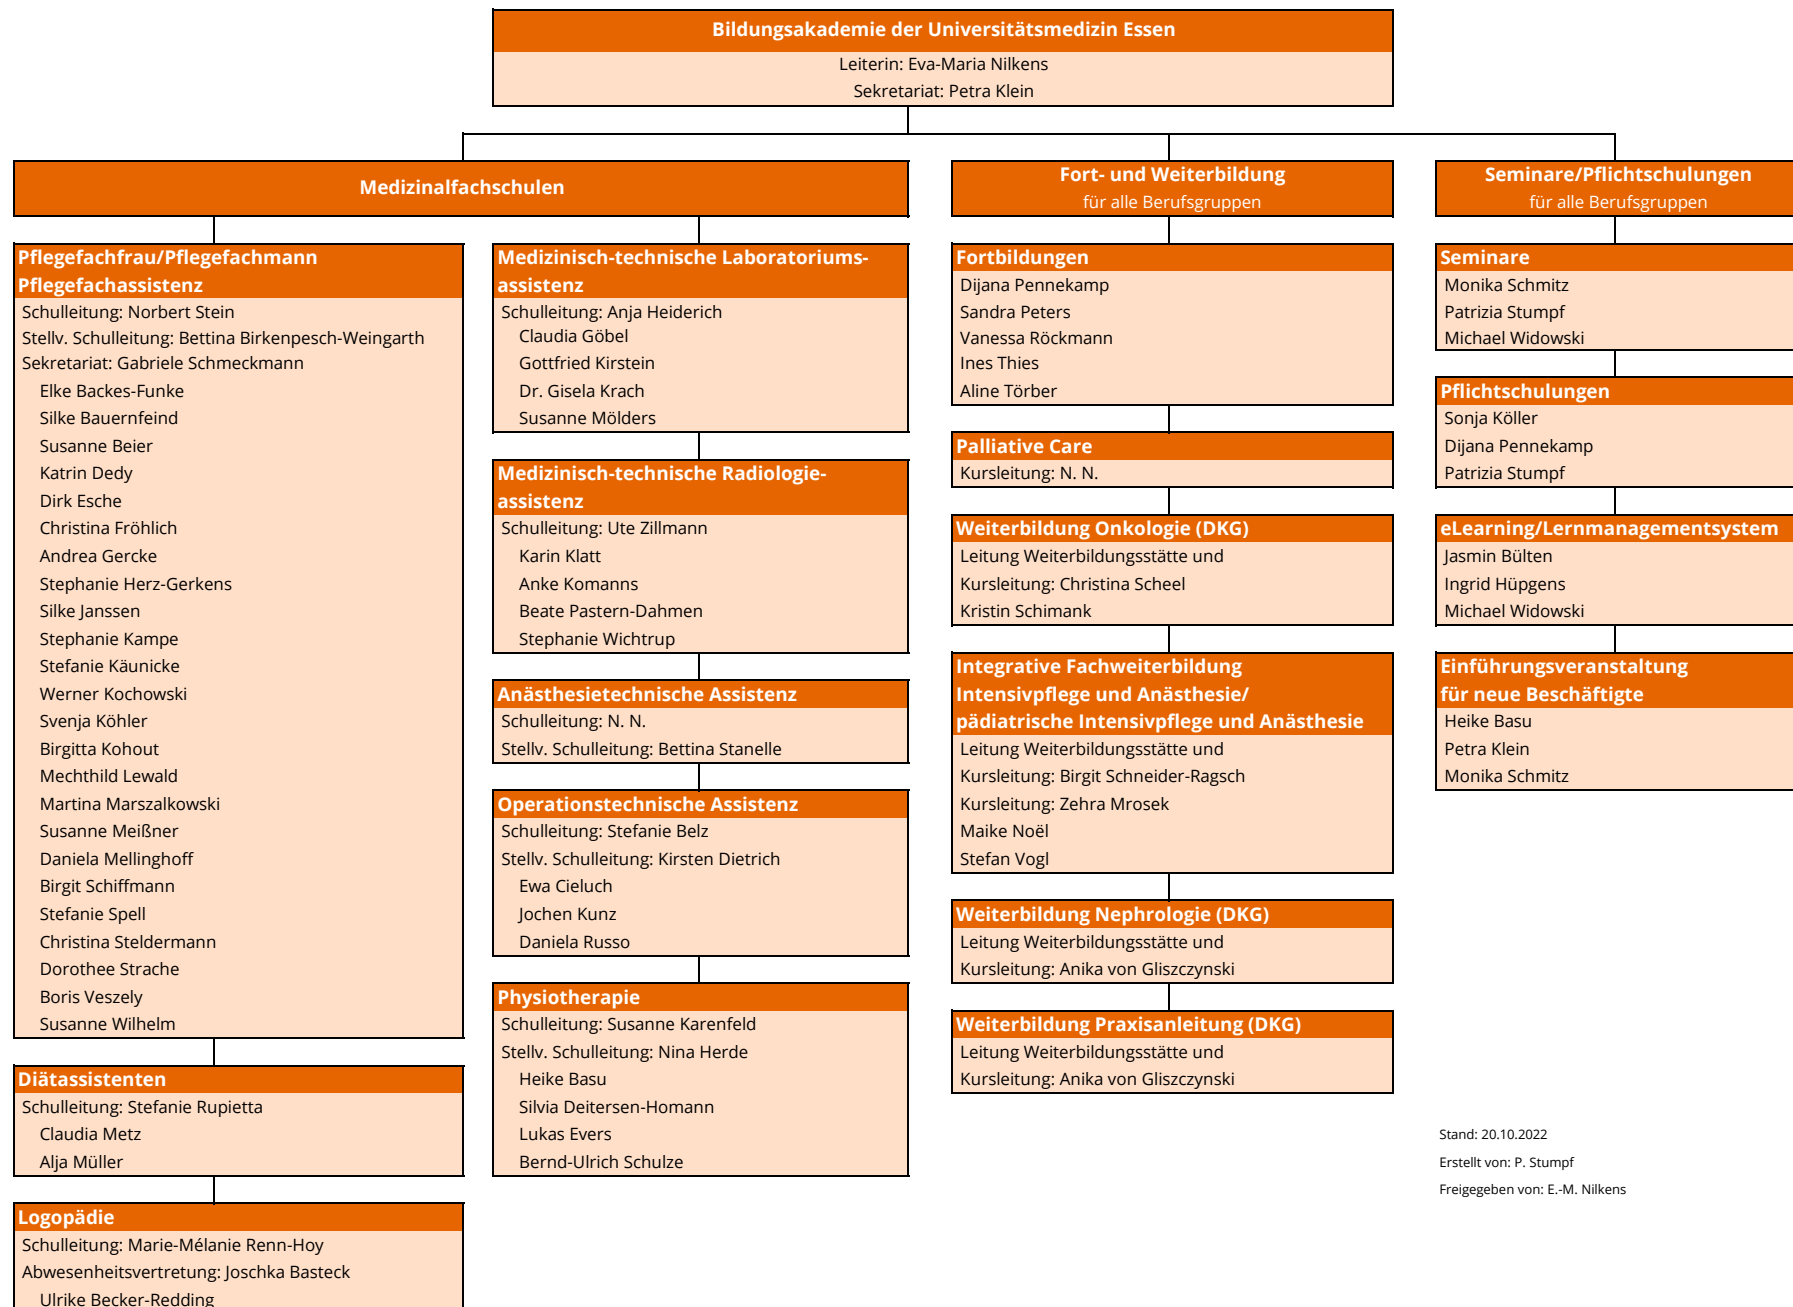 Bildungsakademie der Universitätsmedizin Essen
Leiterin: Eva-Maria Nilkens
Sekretariat: Petra Klein
Medizinalfachschulen
Pflegefachfrau/Pflegefachmann
Pflegefachassistenz
Schulleitung: Norbert Stein
Stellv. Schulleitung: Bettina Birkenpesch-Weingarth
Sekretariat: Gabriele Schmeckmann
Elke Backes-Funke
Silke Bauernfeind
Susanne Beier
Katrin Dedy
Dirk Esche
Christina Fröhlich
Andrea Gercke
Stephanie Herz-Gerkens
Silke Janssen
Stephanie Kampe
Stefanie Käunicke
Werner Kochowski
Svenja Köhler
Birgitta Kohout
Mechthild Lewald
Martina Marszalkowski
Susanne Meißner
Daniela Mellinghoff
Birgit Schiffmann
Stefanie Spell
Christina Steldermann
Dorothee Strache
Boris Veszely
Susanne Wilhelm
Diätassistenten
Schulleitung: Stefanie Rupietta
Claudia Metz
Alja Müller
Logopädie
Schulleitung: Marie-Mélanie Renn-Hoy
Abwesenheitsvertretung: Joschka Basteck
Ulrike Becker-Redding
Medizinisch-technische Laboratoriums-
assistenz
Schulleitung: Anja Heiderich
Claudia Göbel
Gottfried Kirstein
Dr. Gisela Krach
Susanne Mölders
Medizinisch-technische Radiologie-
assistenz
Schulleitung: Ute Zillmann
Karin Klatt
Anke Komanns
Beate Pastern-Dahmen
Stephanie Wichtrup
Anästhesietechnische Assistenz
Schulleitung: N. N.
Stellv. Schulleitung: Bettina Stanelle
Operationstechnische Assistenz
Schulleitung: Stefanie Belz
Stellv. Schulleitung: Kirsten Dietrich
Ewa Cieluch
Jochen Kunz
Daniela Russo
Physiotherapie
Schulleitung: Susanne Karenfeld
Stellv. Schulleitung: Nina Herde
Heike Basu
Silvia Deitersen-Homann
Lukas Evers
Bernd-Ulrich Schulze
Fort- und Weiterbildung
für alle Berufsgruppen
Fortbildungen
Dijana Pennekamp
Sandra Peters
Vanessa Röckmann
Ines Thies
Aline Törber
Palliative Care
Kursleitung: N. N.
Weiterbildung Onkologie (DKG)
Leitung Weiterbildungsstätte und
Kursleitung: Christina Scheel
Kristin Schimank
Integrative Fachweiterbildung
Intensivpflege und Anästhesie/
pädiatrische Intensivpflege und Anästhesie
Leitung Weiterbildungsstätte und
Kursleitung: Birgit Schneider-Ragsch
Kursleitung: Zehra Mrosek
Maike Noël
Stefan Vogl
Weiterbildung Nephrologie (DKG)
Leitung Weiterbildungsstätte und
Kursleitung: Anika von Gliszczynski
Weiterbildung Praxisanleitung (DKG)
Leitung Weiterbildungsstätte und
Kursleitung: Anika von Gliszczynski
Seminare/Pflichtschulungen
für alle Berufsgruppen
Seminare
Monika Schmitz
Patrizia Stumpf
Michael Widowski
Pflichtschulungen
Sonja Köller
Dijana Pennekamp
Patrizia Stumpf
eLearning/Lernmanagementsystem
Jasmin Bülten
Ingrid Hüpgens
Michael Widowski
Einführungsveranstaltung
für neue Beschäftigte
Heike Basu
Petra Klein
Monika Schmitz
Stand: 20.10.2022
Erstellt von: P. Stumpf
Freigegeben von: E.-M. Nilkens